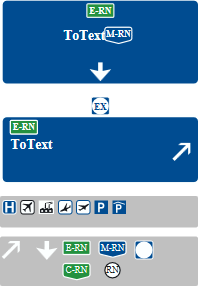 E-RN
ToText M-RN
EX
E-RN
ToText
H P P
E-RN M-RN
C-RN RN